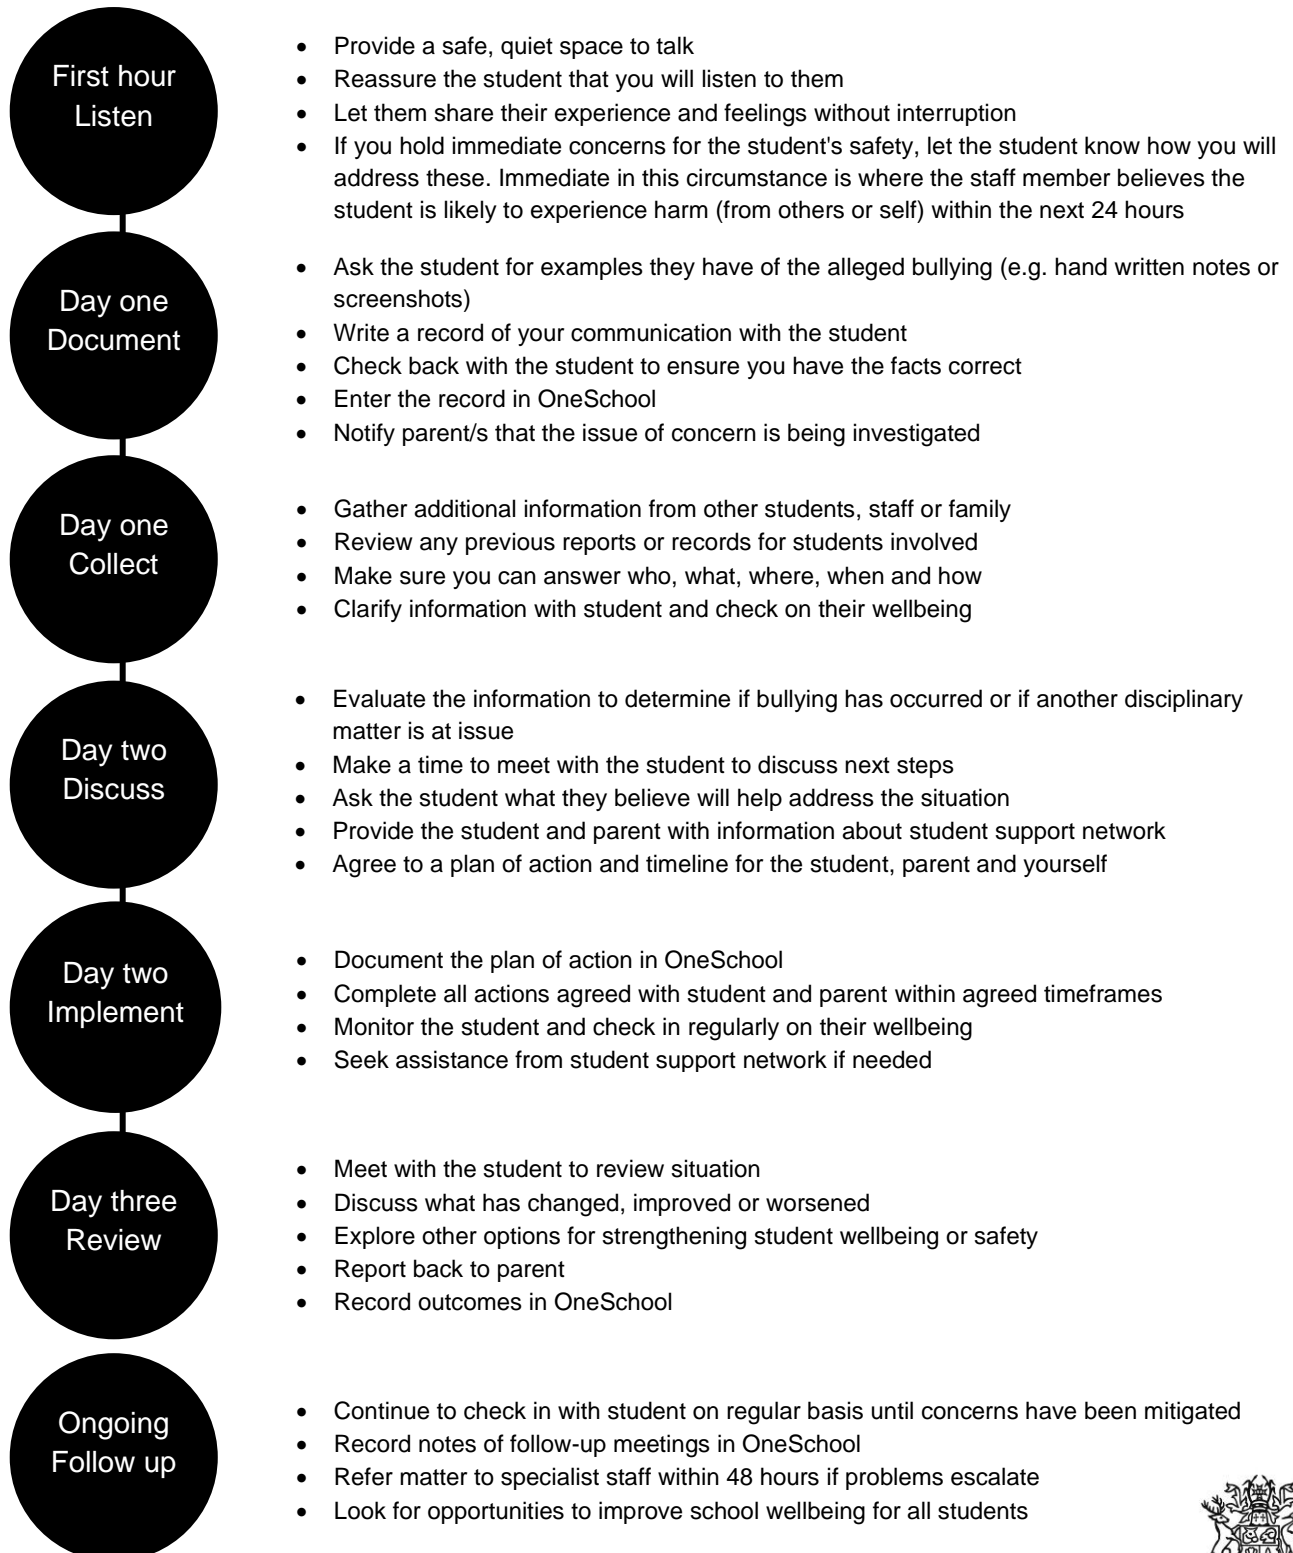 First hour
Listen
• Provide a safe, quiet space to talk
• Reassure the student that you will listen to them
• Let them share their experience and feelings without interruption
• If you hold immediate concerns for the student's safety, let the student know how you will
address these. Immediate in this circumstance is where the staff member believes the
student is likely to experience harm (from others or self) within the next 24 hours
Day one
Document
• Ask the student for examples they have of the alleged bullying (e.g. hand written notes or
screenshots)
• Write a record of your communication with the student
• Check back with the student to ensure you have the facts correct
• Enter the record in OneSchool
• Notify parent/s that the issue of concern is being investigated
Day one
Collect
• Gather additional information from other students, staff or family
• Review any previous reports or records for students involved
• Make sure you can answer who, what, where, when and how
• Clarify information with student and check on their wellbeing
Day two
Discuss
• Evaluate the information to determine if bullying has occurred or if another disciplinary
matter is at issue
• Make a time to meet with the student to discuss next steps
• Ask the student what they believe will help address the situation
• Provide the student and parent with information about student support network
• Agree to a plan of action and timeline for the student, parent and yourself
Day two
Implement
• Document the plan of action in OneSchool
• Complete all actions agreed with student and parent within agreed timeframes
• Monitor the student and check in regularly on their wellbeing
• Seek assistance from student support network if needed
Day three
Review
• Meet with the student to review situation
• Discuss what has changed, improved or worsened
• Explore other options for strengthening student wellbeing or safety
• Report back to parent
• Record outcomes in OneSchool
Ongoing
Follow up
• Continue to check in with student on regular basis until concerns have been mitigated
• Record notes of follow-up meetings in OneSchool
• Refer matter to specialist staff within 48 hours if problems escalate
• Look for opportunities to improve school wellbeing for all students